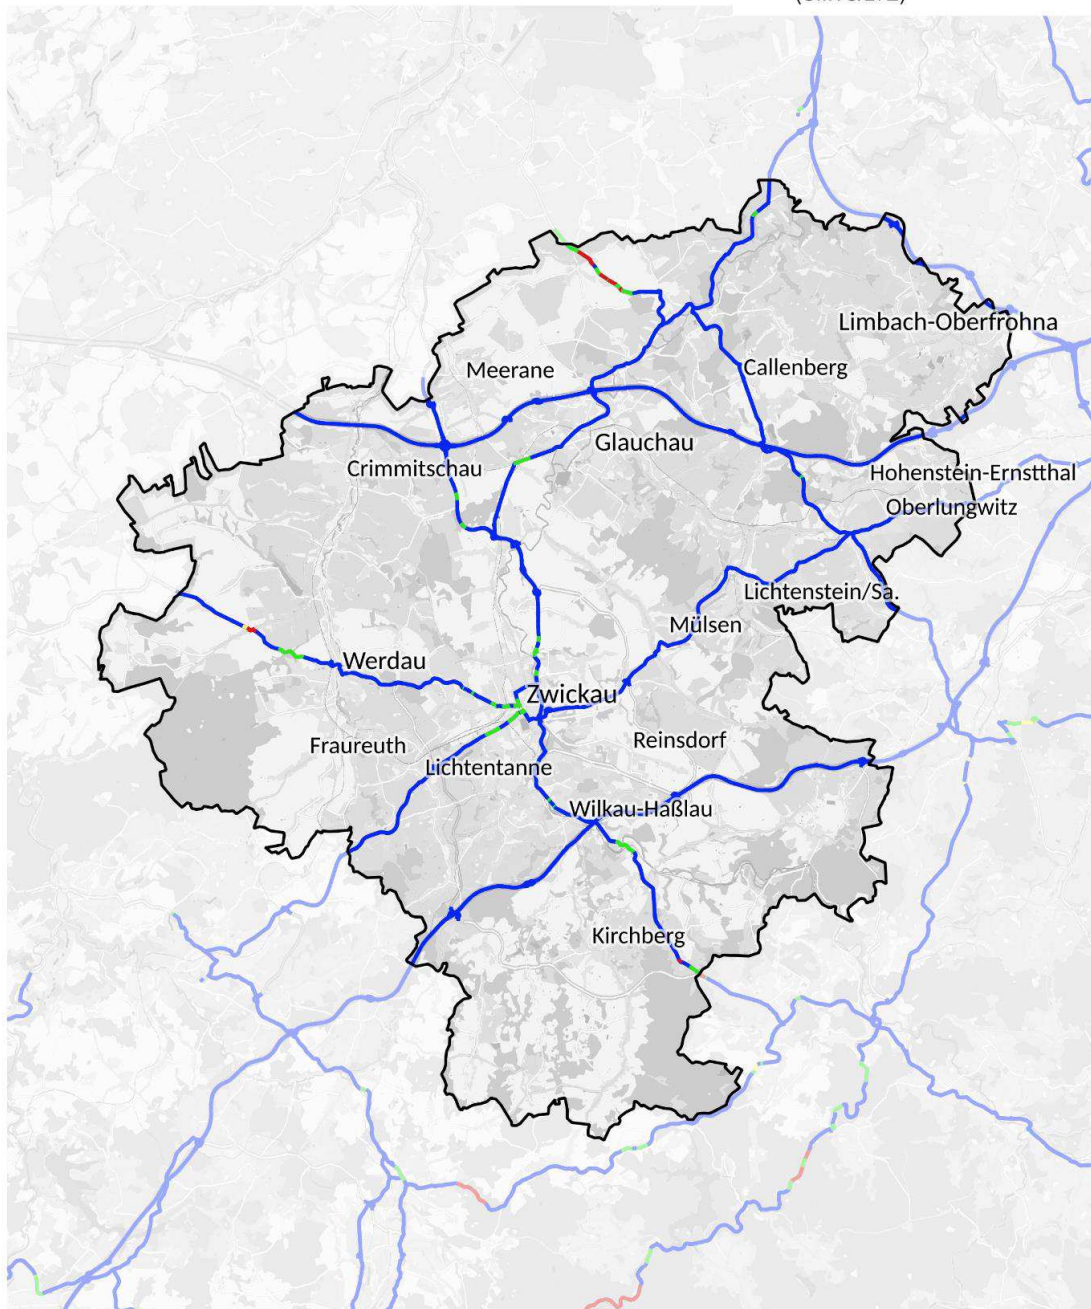 Limbach-Oberfrohna
Meerane
Callenberg
Glauchau
Crimmitschau
Hohenstein-Ernstthal
Oberlungwitz
Lichtenstein/Sa.
Mülsen
Werdau
Zwickau
Fraureuth
Reinsdorf
Lichtentanne
Wilkau-Haßlau
Kirchberg